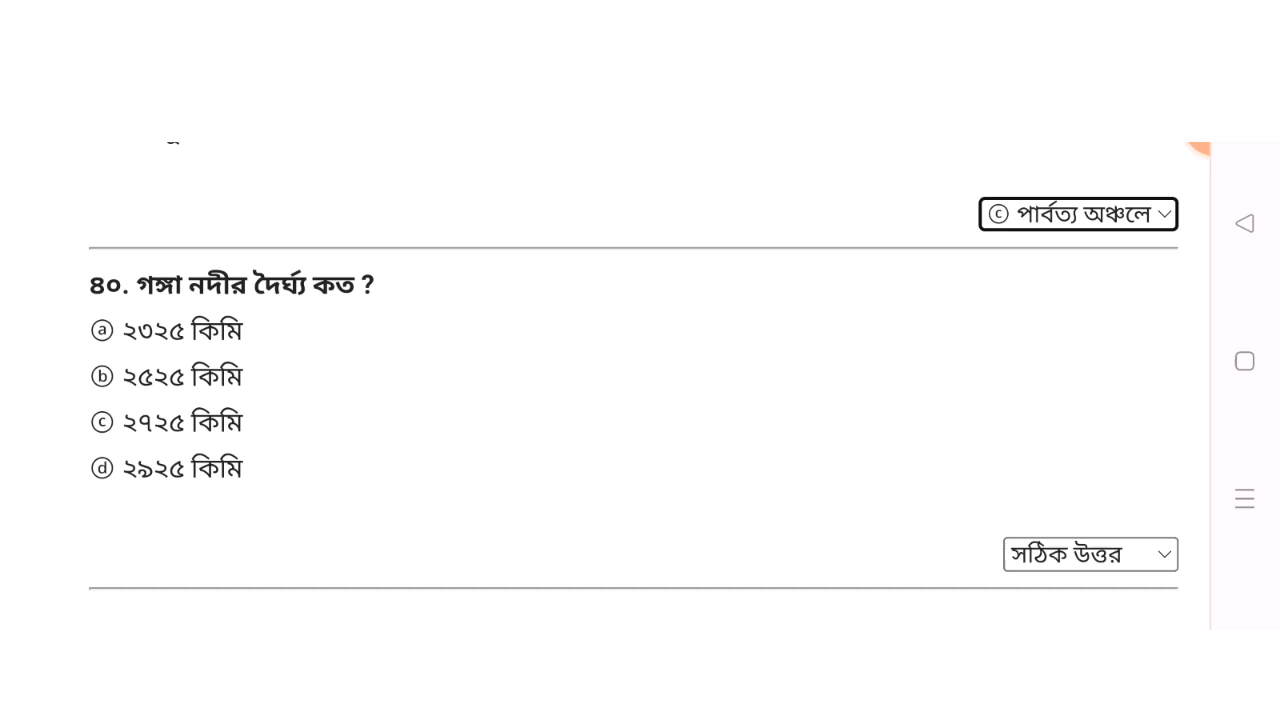 ⓒ পার্বত্য অঞ্চলে
৪০. গঙ্গা নদীর দৈর্ঘ্য কত ?
ⓐ ২৩২৫ কিমি
ⓑ ২৫২৫ কিমি
ⓒ ২৭২৫ কিমি
ⓓ ২৯২৫ কিমি
সঠিক উত্তর